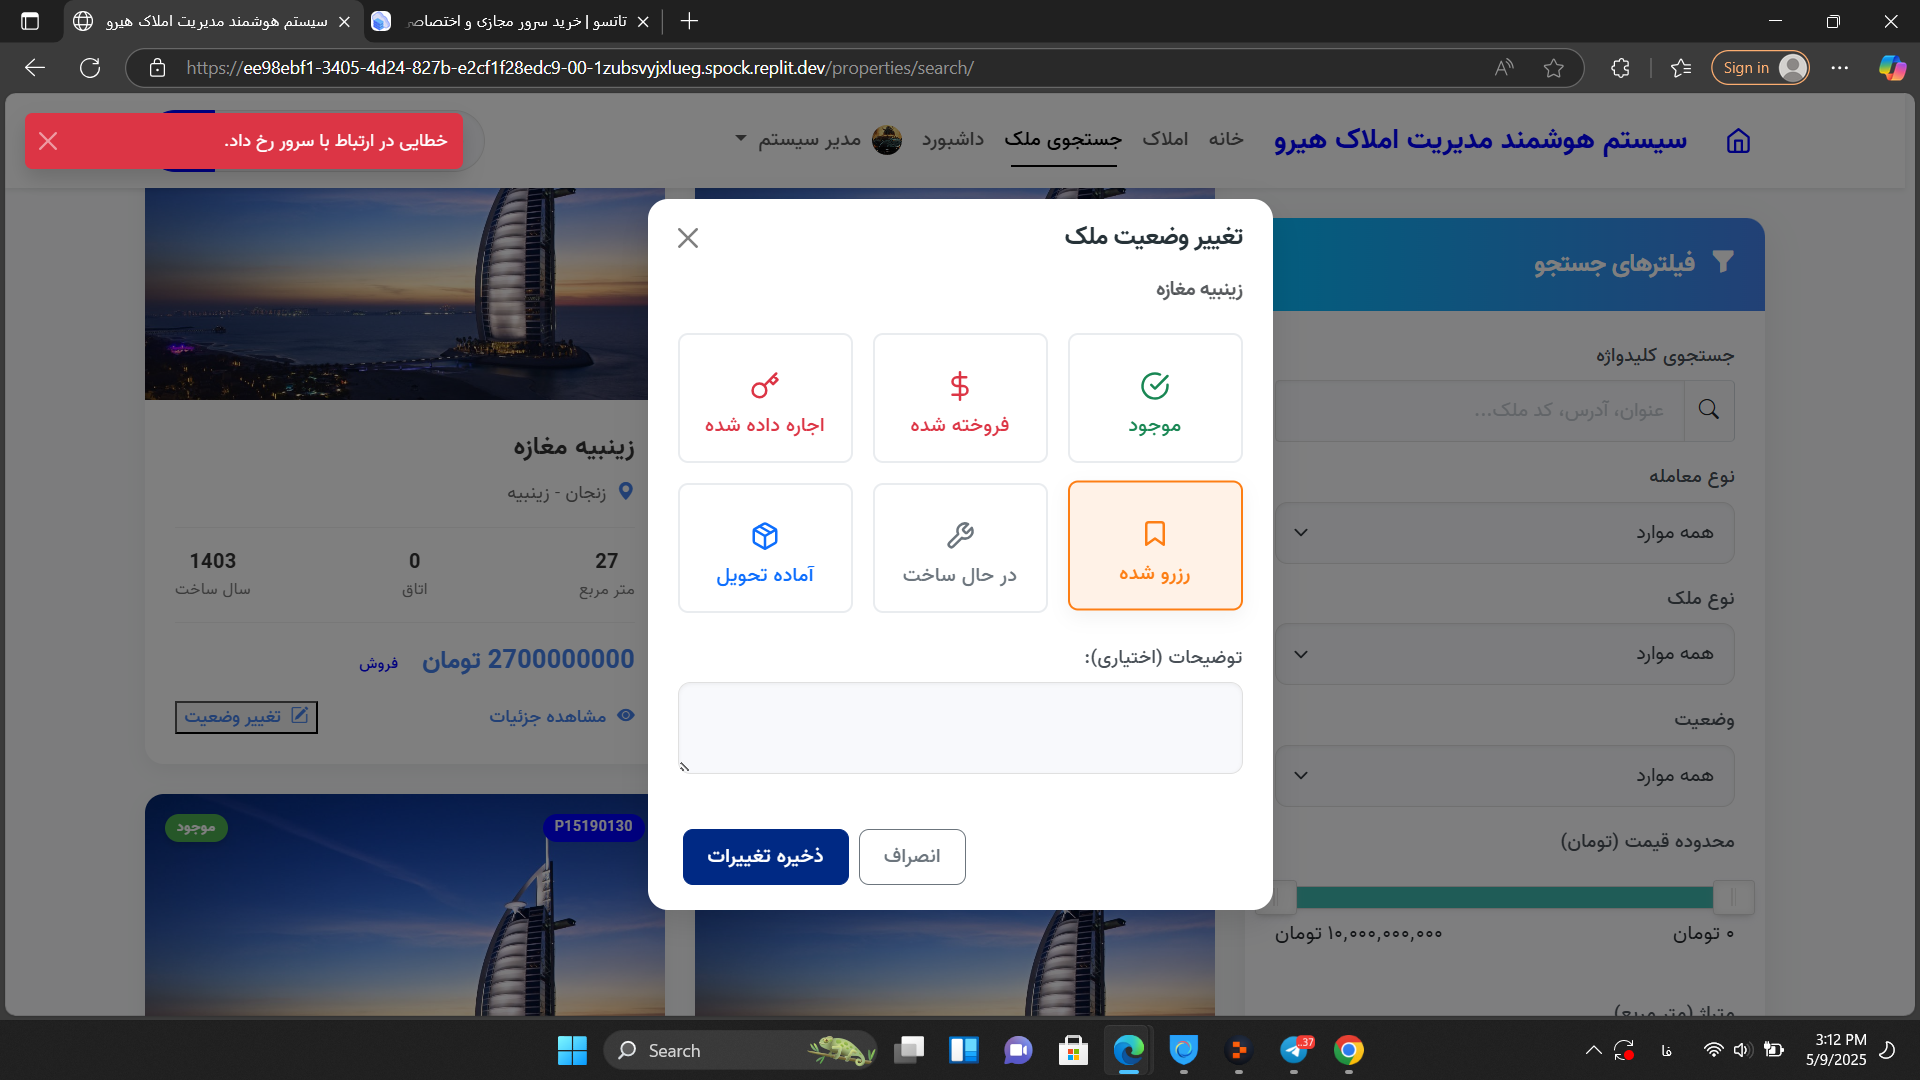 سیستم هوشمند مدیریت املاک هیرو
تاتسو | خرید سرور مجازی و اختصاصی
https://ee98ebf1-3405-4d24-827b-e2cf1f28edc9-00-1zubsvyjxlueg.spock.replit.dev/properties/search/
Sign in
سیستم هوشمند مدیریت املاک هیرو
خانه
املاک
جستجوی ملک
داشبورد
مدیر سیستم
خطایی در ارتباط با سرور رخ داد.
فیلترهای جستجو
جستجوی کلیدواژه
عنوان، آدرس، کد ملک...
نوع معامله
همه موارد
نوع ملک
همه موارد
وضعیت
همه موارد
محدوده قیمت (تومان)
۰ تومان
۱۰,۰۰۰,۰۰۰,۰۰۰ تومان
متراژ (متر مربع)
تغییر وضعیت ملک
زینبیه مغازه
موجود
فروخته شده
اجاره داده شده
رزرو شده
در حال ساخت
آماده تحویل
توضیحات (اختیاری):
انصراف
ذخیره تغییرات
زینبیه مغازه
زنجان - زینبیه
27
متر مربع
0
اتاق
1403
سال ساخت
2700000000 تومان
فروش
مشاهده جزئیات
تغییر وضعیت
P15190130
موجود
Search
37
فا
3:12 PM
5/9/2025